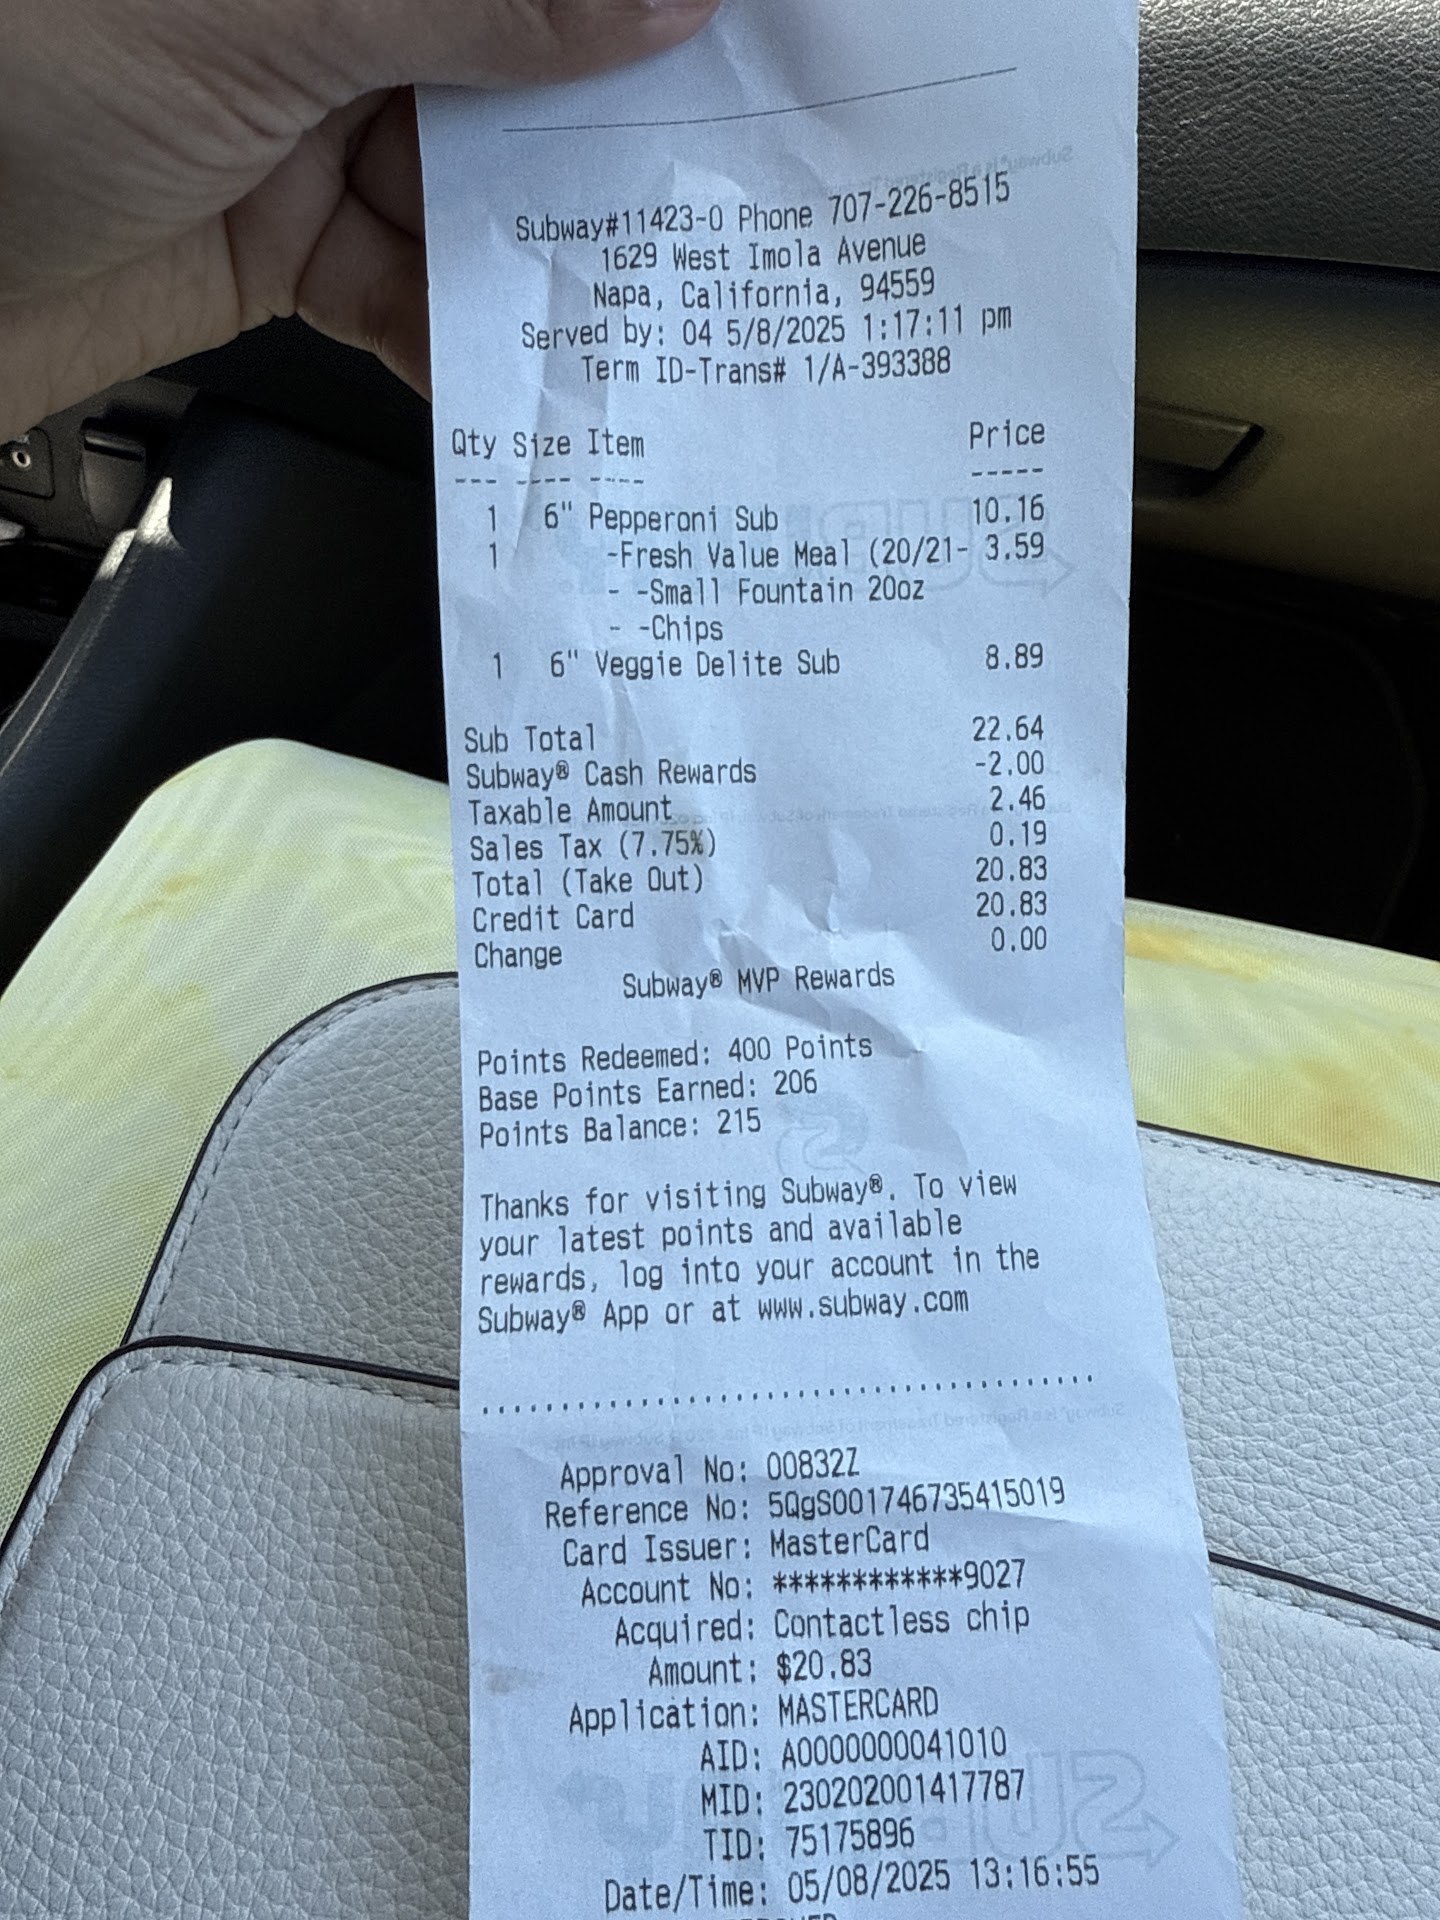 Subway#11423-0 Phone 707-226-8515
1629 West Imola Avenue
Napa, California, 94559
Served by: 04 5/8/2025 1:17:11 pm
Term ID-Trans# 1/A-393388
Qty Size Item Price
--- ---- ---- -----
1 6" Pepperoni Sub 10.16
1 -Fresh Value Meal (20/21- 3.59
- -Small Fountain 20oz
- -Chips
1 6" Veggie Delite Sub 8.89
Sub Total 22.64
Subway® Cash Rewards -2.00
Taxable Amount 2.46
Sales Tax (7.75%) 0.19
Total (Take Out) 20.83
Credit Card 20.83
Change 0.00
Subway® MVP Rewards
Points Redeemed: 400 Points
Base Points Earned: 206
Points Balance: 215
Thanks for visiting Subway®. To view
your latest points and available
rewards, log into your account in the
Subway® App or at www.subway.com
Approval No: 00832Z
Reference No: 5QgS001746735415019
Card Issuer: MasterCard
Account No: ************9027
Acquired: Contactless chip
Amount: $20.83
Application: MASTERCARD
AID: A0000000041010
MID: 230202001417787
TID: 75175896
Date/Time: 05/08/2025 13:16:55